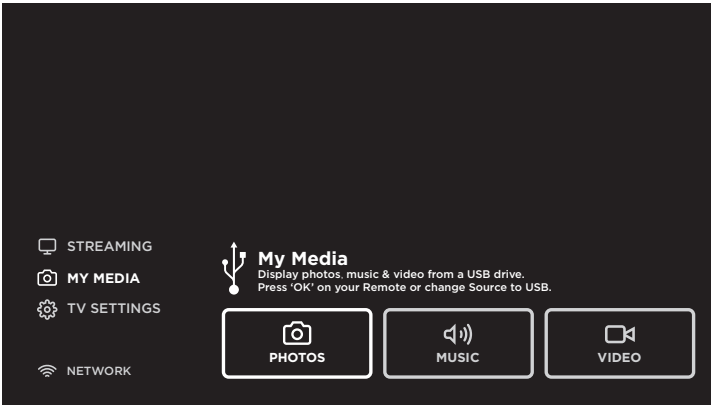 STREAMING
MY MEDIA
TV SETTINGS
NETWORK
My Media
Display photos, music & video from a USB drive.
Press ‘OK’ on your Remote or change Source to USB.
PHOTOS
MUSIC
VIDEO